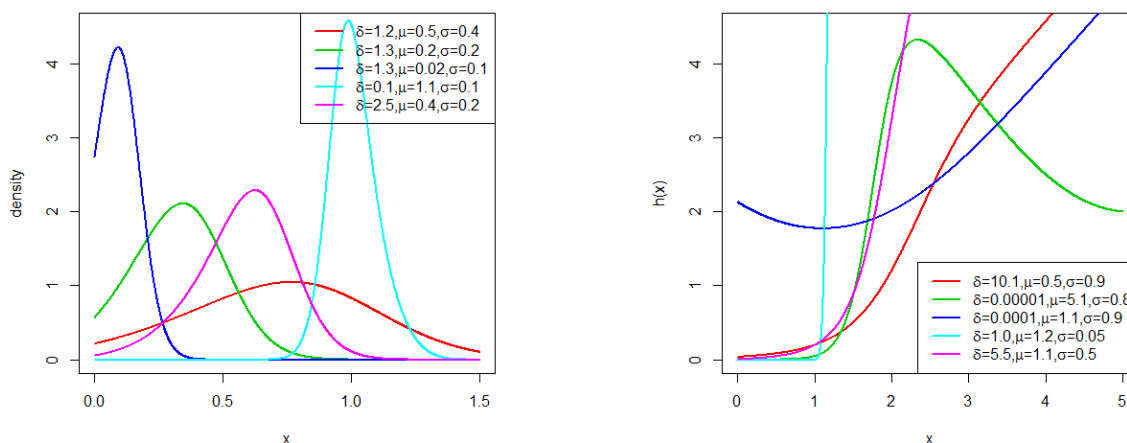 density
4
3
2
1
0
0.0 0.5 1.0 1.5
x
δ=1.2,μ=0.5,σ=0.4
δ=1.3,μ=0.2,σ=0.2
δ=1.3,μ=0.02,σ=0.1
δ=0.1,μ=1.1,σ=0.1
δ=2.5,μ=0.4,σ=0.2
h(x)
4
3
2
1
0
0 1 2 3 4 5
x
δ=10.1,μ=0.5,σ=0.9
δ=0.00001,μ=5.1,σ=0.8
δ=0.0001,μ=1.1,σ=0.9
δ=1.0,μ=1.2,σ=0.05
δ=5.5,μ=1.1,σ=0.5